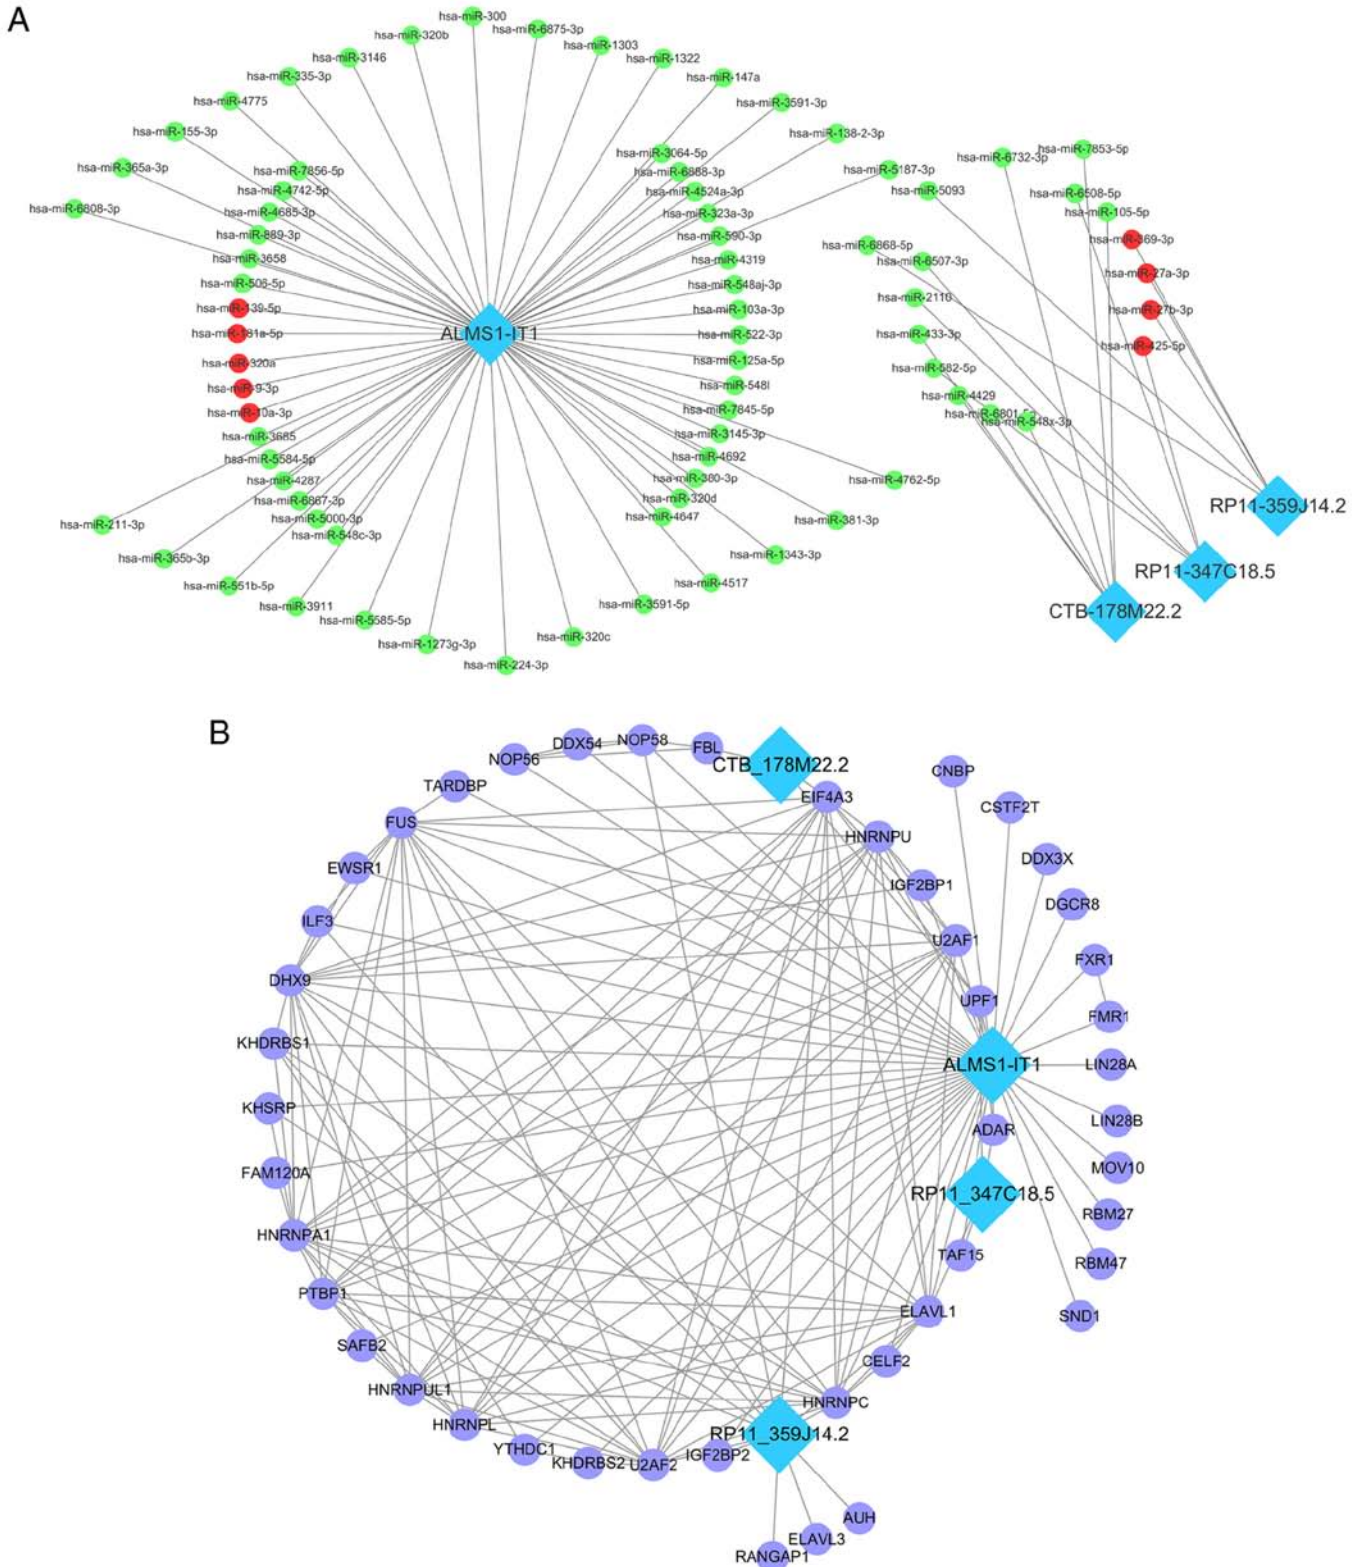 A
hsa-miR-300
hsa-miR-6875-3p
hsa-miR-320b
hsa-miR-1303
hsa-miR-3146
hsa-miR-1322
hsa-miR-335-3p
hsa-miR-147a
hsa-miR-4775
hsa-miR-3591-3p
hsa-miR-155-3p
hsa-miR-138-2-3p
hsa-miR-365a-3p
hsa-miR-7856-5p
hsa-miR-3064-5p
hsa-miR-6888-3p
hsa-miR-5187-3p
hsa-miR-4742-5p
hsa-miR-4524a-3p
hsa-miR-6808-3p
hsa-miR-4685-3p
hsa-miR-323a-3p
hsa-miR-889-3p
hsa-miR-590-3p
hsa-miR-3658
hsa-miR-4319
hsa-miR-506-5p
hsa-miR-548aj-3p
hsa-miR-139-5p
hsa-miR-103a-3p
hsa-miR-181a-5p
ALMS1-IT1
hsa-miR-522-3p
hsa-miR-320a
hsa-miR-125a-5p
hsa-miR-9-3p
hsa-miR-548l
hsa-miR-10a-3p
hsa-miR-7845-5p
hsa-miR-3685
hsa-miR-3145-3p
hsa-miR-5584-5p
hsa-miR-4692
hsa-miR-4287
hsa-miR-380-3p
hsa-miR-4762-5p
hsa-miR-6867-3p
hsa-miR-320d
hsa-miR-5000-3p
hsa-miR-4647
hsa-miR-381-3p
hsa-miR-211-3p
hsa-miR-548c-3p
hsa-miR-365b-3p
hsa-miR-1343-3p
hsa-miR-551b-5p
hsa-miR-4517
hsa-miR-3911
hsa-miR-3591-5p
hsa-miR-5585-5p
hsa-miR-320c
hsa-miR-1273g-3p
hsa-miR-224-3p
hsa-miR-7853-5p
hsa-miR-6732-3p
hsa-miR-5093
hsa-miR-6508-5p
hsa-miR-105-5p
hsa-miR-369-3p
hsa-miR-6868-5p
hsa-miR-6507-3p
hsa-miR-27a-3p
hsa-miR-2110
hsa-miR-27b-3p
hsa-miR-433-3p
hsa-miR-425-5p
hsa-miR-582-5p
hsa-miR-4429
hsa-miR-6801-5p
hsa-miR-548x-3p
RP11-359J14.2
RP11-347C18.5
CTB-178M22.2
B
NOP56
DDX54
NOP58
FBL
CTB_178M22.2
CNBP
TARDBP
EIF4A3
CSTF2T
FUS
HNRNPU
DDX3X
EWSR1
IGF2BP1
DGCR8
ILF3
U2AF1
FXR1
DHX9
UPF1
FMR1
KHDRBS1
ALMS1-IT1
LIN28A
KHSRP
ADAR
LIN28B
FAM120A
MOV10
RP11_347C18.5
RBM27
HNRNPA1
TAF15
RBM47
PTBP1
ELAVL1
SND1
SAFB2
CELF2
HNRNPUL1
HNRNPC
HNRNPL
RP11_359J14.2
YTHDC1
KHDRBS2
U2AF2
IGF2BP2
AUH
ELAVL3
RANGAP1